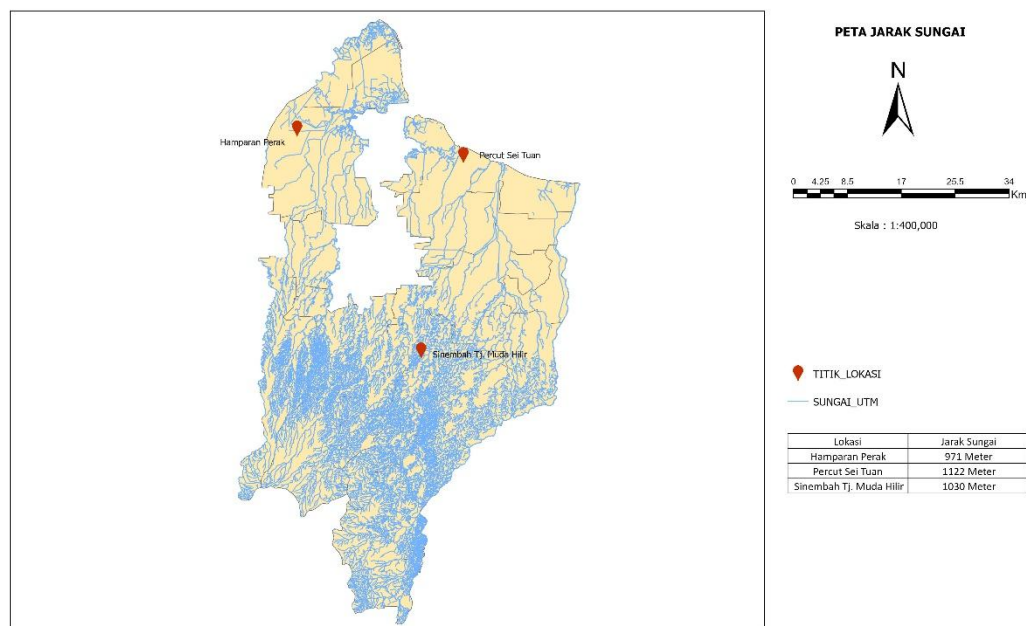 PETA JARAK SUNGAI
N
0 4.25 8.5 17 25.5 34
Km
Skala : 1:400,000
Hamparan Perak
Percut Sei Tuan
Sinembah Tj. Muda Hilir
TITIK_LOKASI
SUNGAI_UTM
Lokasi Jarak Sungai
Hamparan Perak 971 Meter
Percut Sei Tuan 1122 Meter
Sinembah Tj. Muda Hilir 1030 Meter